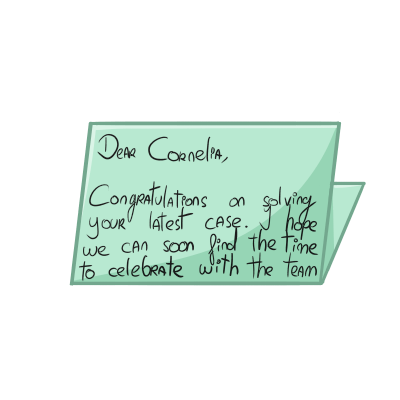 Dear Cornelia,
Congratulations on solving
your latest case. I hope
we can soon find the time
to celebrate with the team